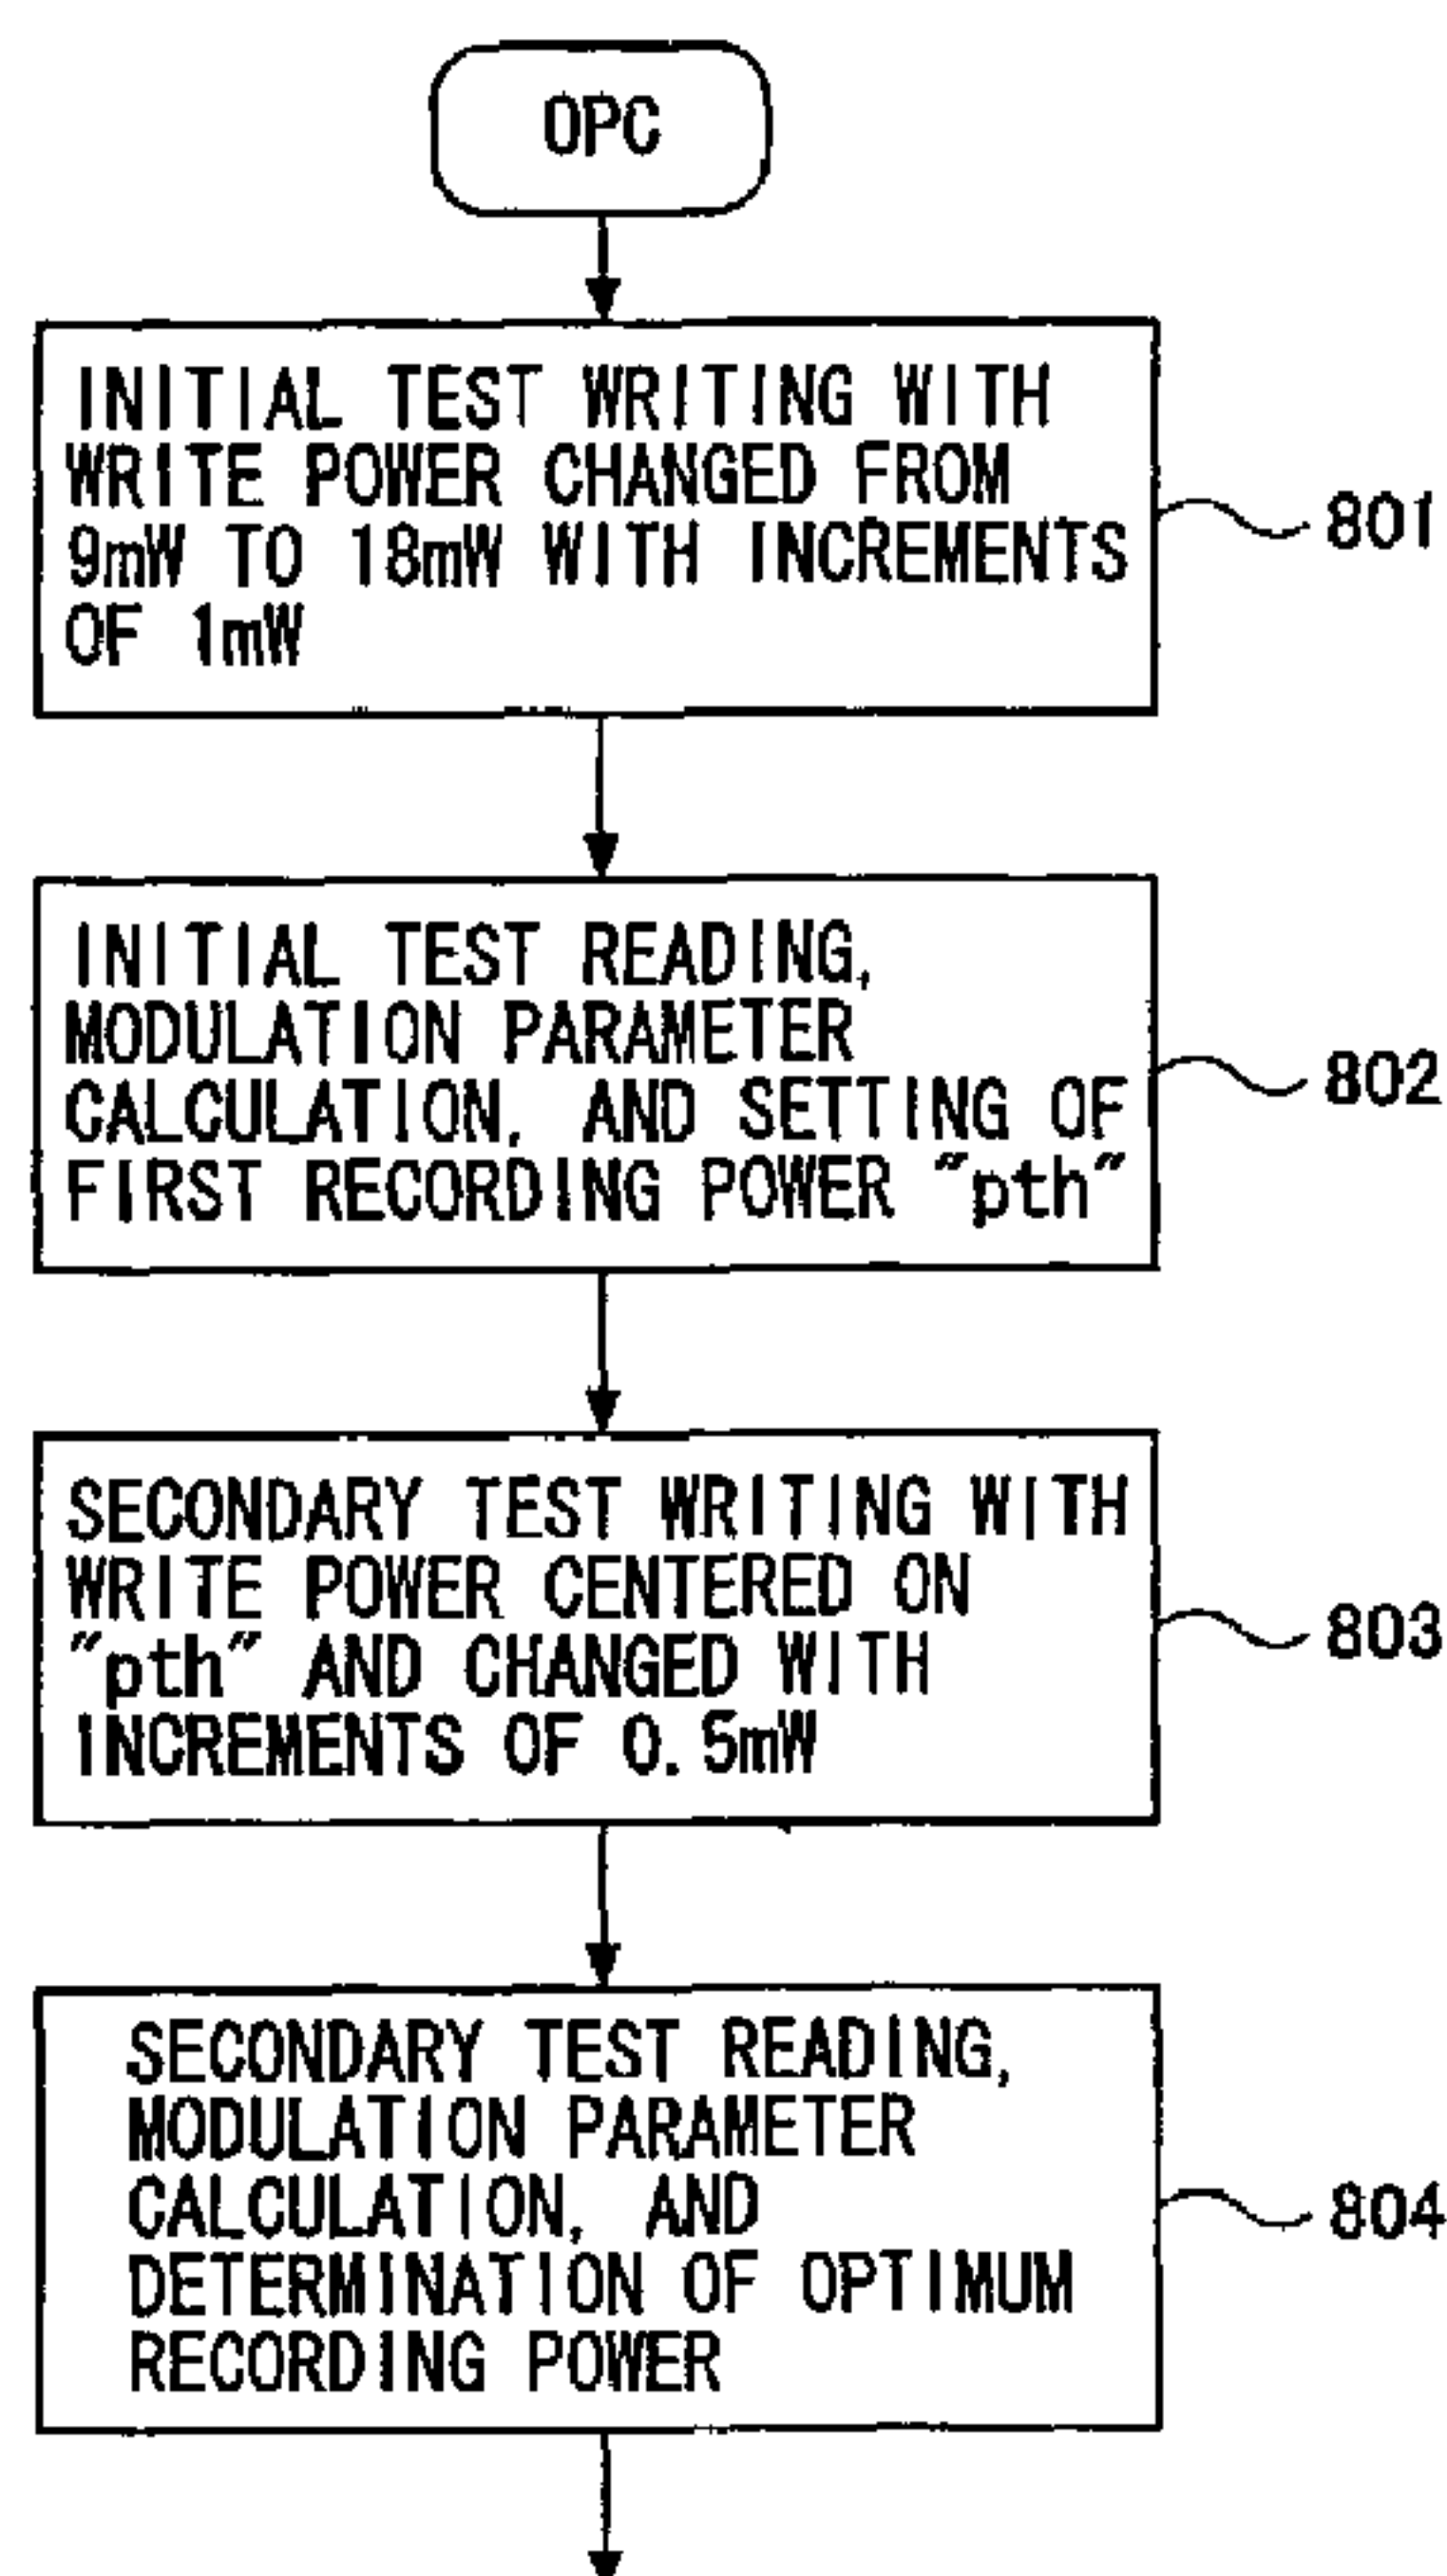 OPC
INITIAL TEST WRITING WITH
WRITE POWER CHANGED FROM
9mW TO 18mW WITH INCREMENTS
OF 1mW
801
INITIAL TEST READING,
MODULATION PARAMETER
CALCULATION, AND SETTING OF
FIRST RECORDING POWER "pth"
802
SECONDARY TEST WRITING WITH
WRITE POWER CENTERED ON
"pth" AND CHANGED WITH
INCREMENTS OF 0.5mW
803
SECONDARY TEST READING,
MODULATION PARAMETER
CALCULATION, AND
DETERMINATION OF OPTIMUM
RECORDING POWER
804